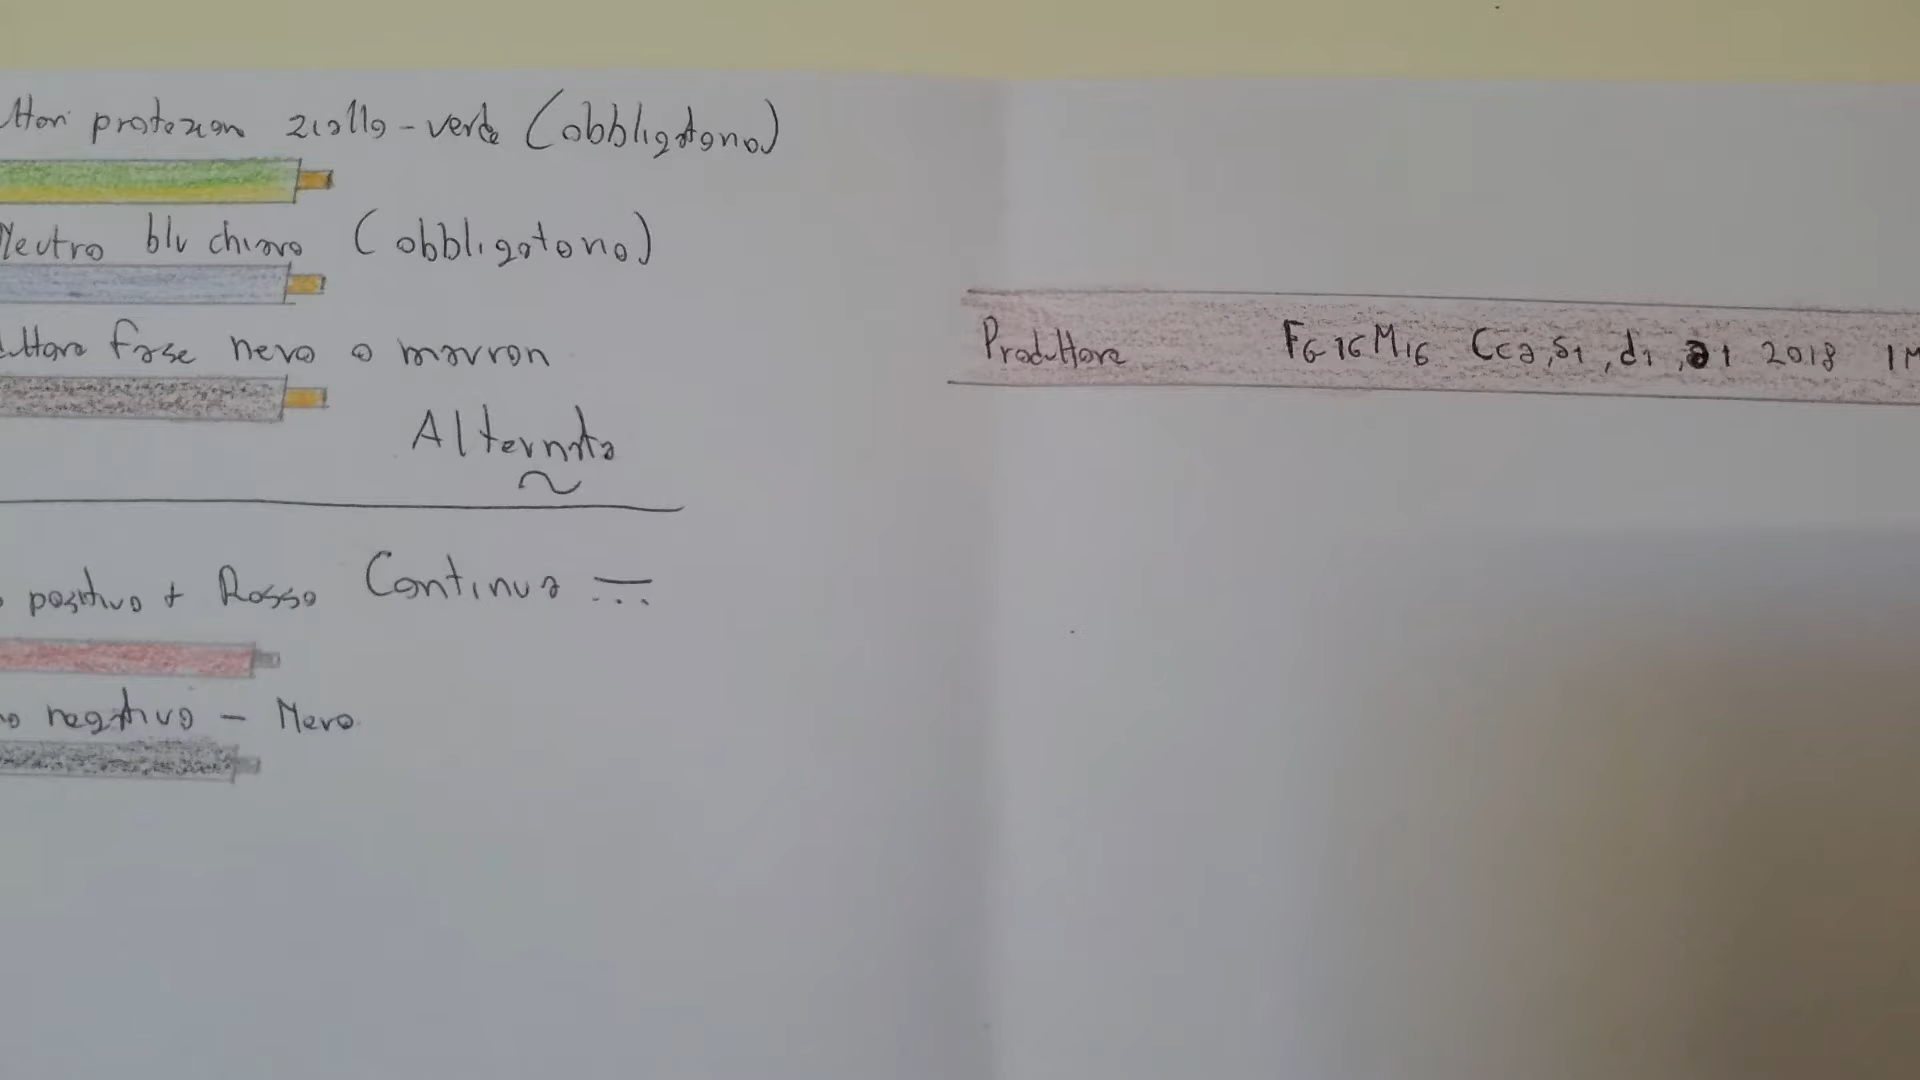 protezion giallo-verde (obbligatorio)
Neutro blu chiaro (obbligatorio)
fase nero o marron
Alternata
~
positivo + Rosso Continua
negativo - Nero
Produttore FG16M16 Cca,s1,d1,a1 2018 1M